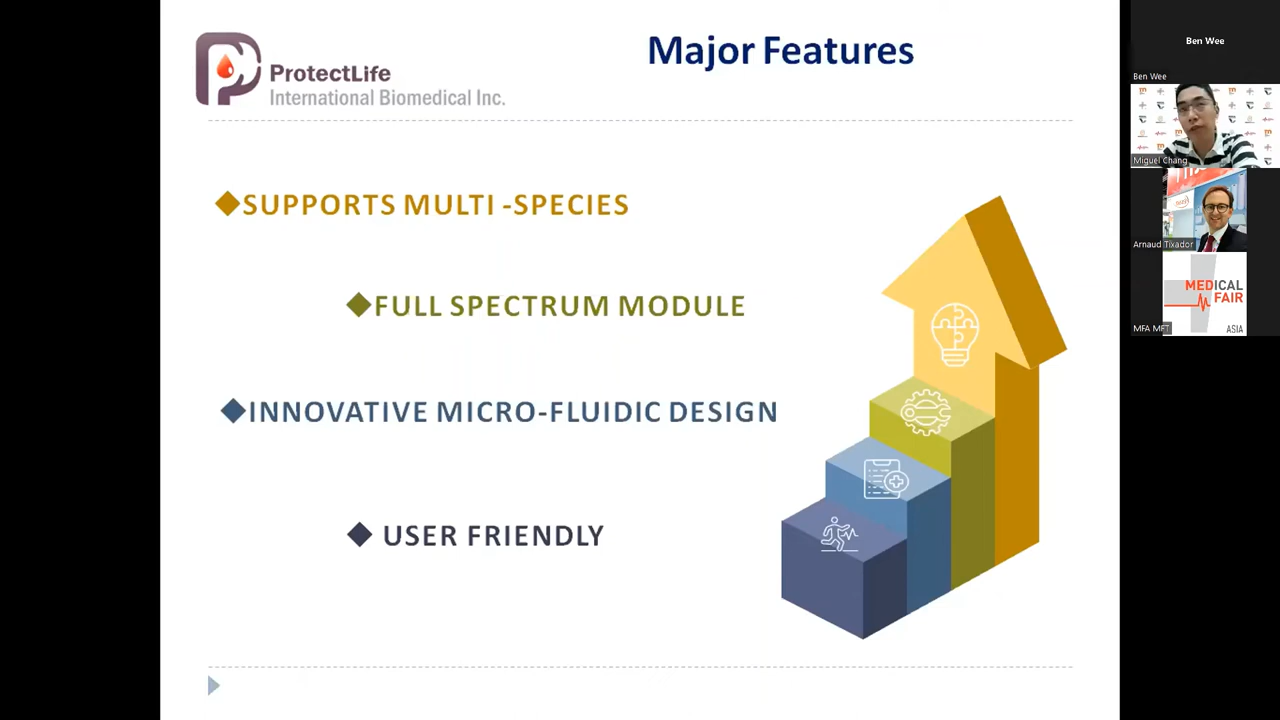 Major Features
ProtectLife
International Biomedical Inc.
SUPPORTS MULTI -SPECIES
FULL SPECTRUM MODULE
INNOVATIVE MICRO-FLUIDIC DESIGN
USER FRIENDLY
Ben Wee
Ben Wee
Miguel Chang
Arnaud Tixador
MEDICAL
FAIR
ASIA
MFA MFT